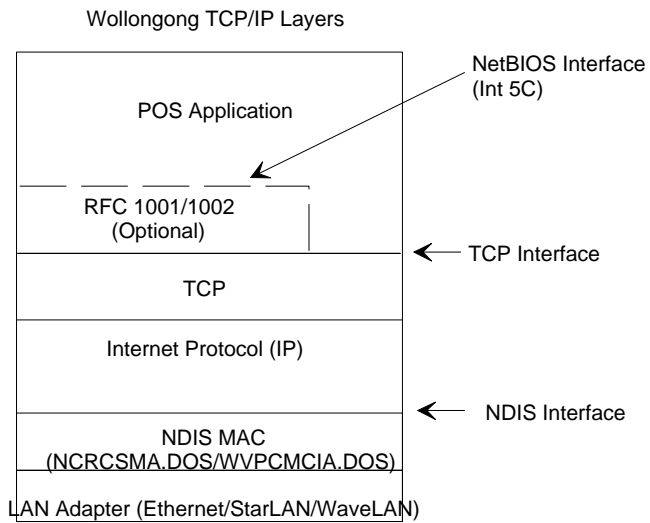 Wollongong TCP/IP Layers
NetBIOS Interface
(Int 5C)
POS Application
RFC 1001/1002
(Optional)
TCP Interface
TCP
Internet Protocol (IP)
NDIS Interface
NDIS MAC
(NCRCSMA.DOS/WVPCMCIA.DOS)
LAN Adapter (Ethernet/StarLAN/WaveLAN)